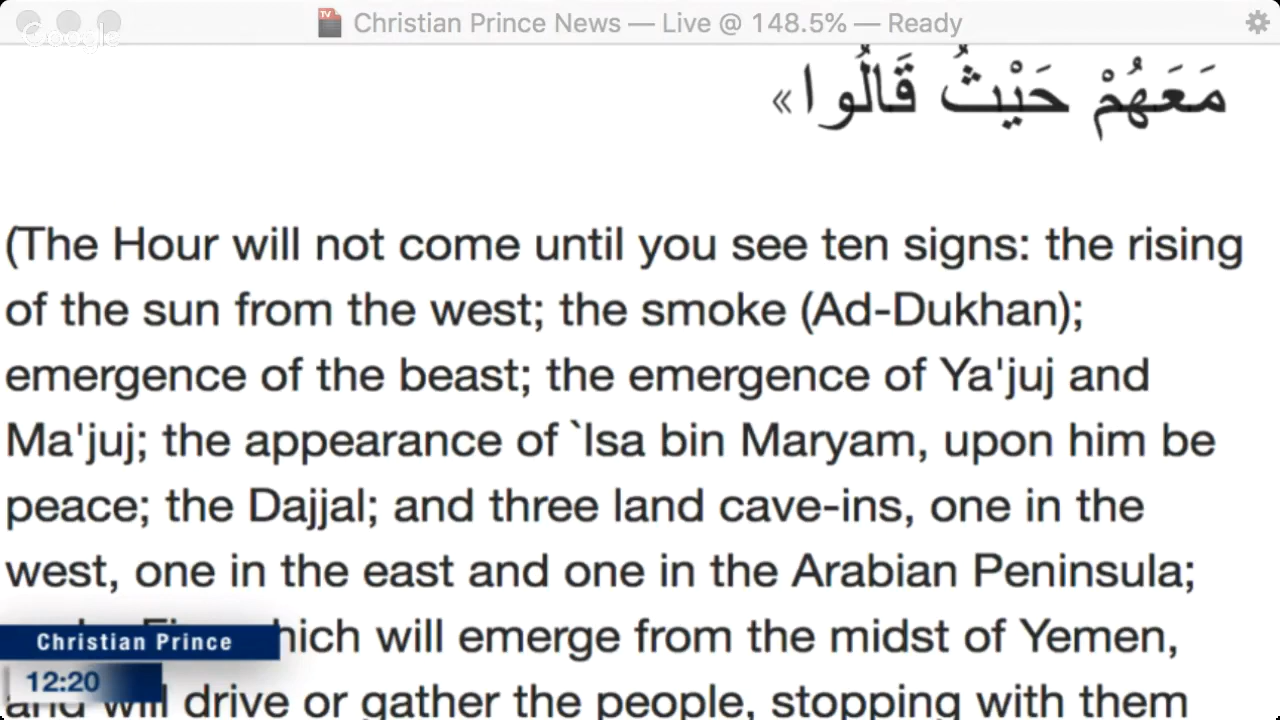 Christian Prince News — Live @ 148.5% — Ready
Google
مَعَهُمْ حَيْثُ قَالُوا»
(The Hour will not come until you see ten signs: the rising
of the sun from the west; the smoke (Ad-Dukhan);
emergence of the beast; the emergence of Ya'juj and
Ma'juj; the appearance of `Isa bin Maryam, upon him be
peace; the Dajjal; and three land cave-ins, one in the
west, one in the east and one in the Arabian Peninsula;
which will emerge from the midst of Yemen,
and will drive or gather the people, stopping with them
Christian Prince
12:20